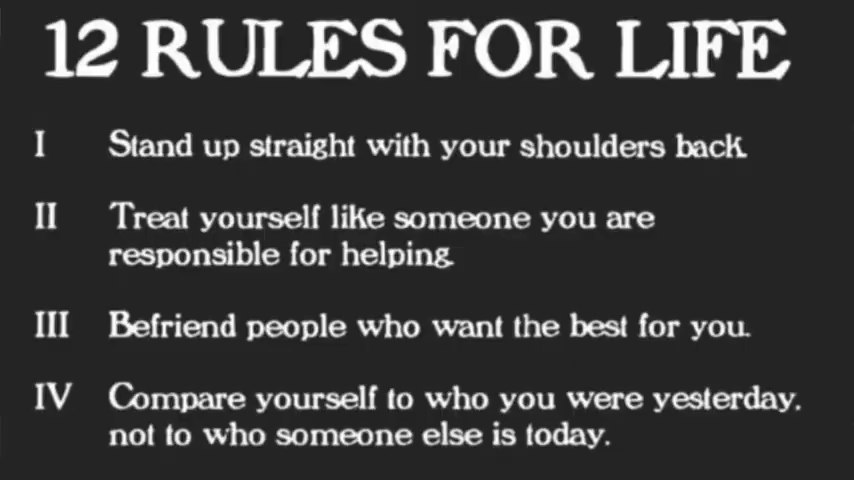 12 RULES FOR LIFE
I Stand up straight with your shoulders back.
II Treat yourself like someone you are
responsible for helping.
III Befriend people who want the best for you.
IV Compare yourself to who you were yesterday,
not to who someone else is today.